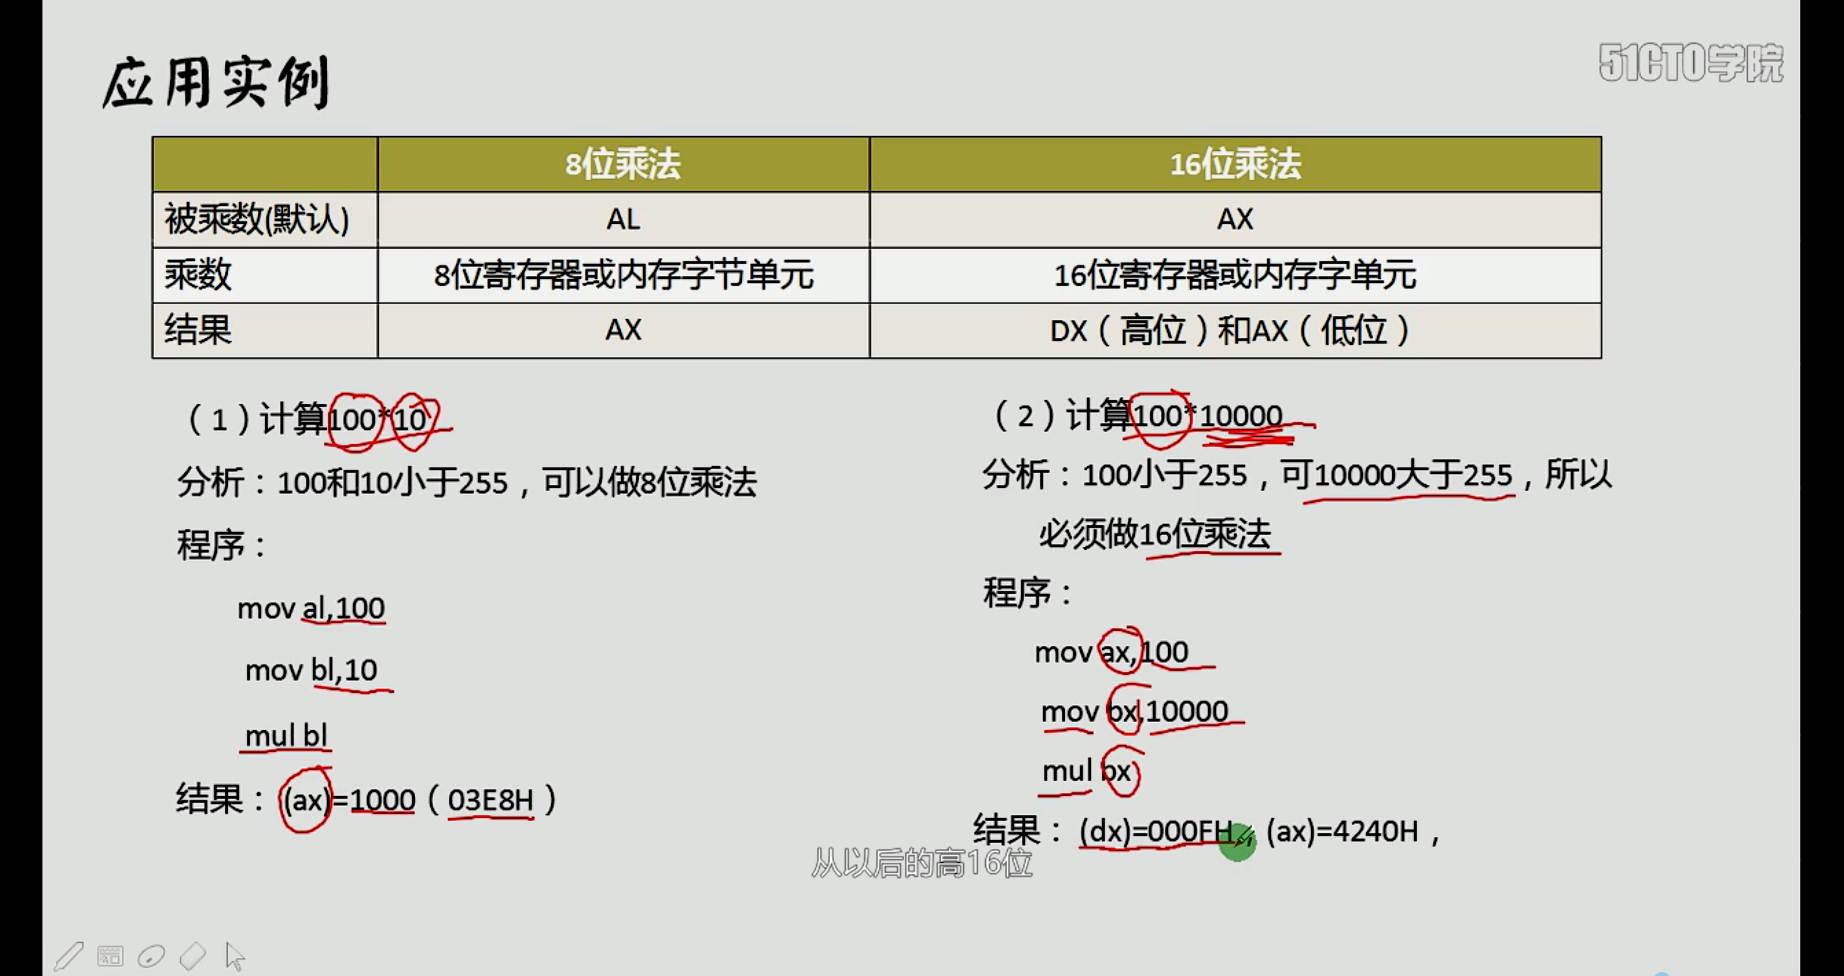 应用实例
51CTO学院
8位乘法 16位乘法
被乘数(默认) AL AX
乘数 8位寄存器或内存字节单元 16位寄存器或内存字单元
结果 AX DX（高位）和AX（低位）
（1）计算100*10
分析：100和10小于255，可以做8位乘法
程序：
mov al,100
mov bl,10
mul bl
结果：(ax)=1000（03E8H）
（2）计算100*10000
分析：100小于255，可10000大于255，所以
必须做16位乘法
程序：
mov ax,100
mov bx,10000
mul bx
结果：(dx)=000FH，(ax)=4240H，
从以后的高16位